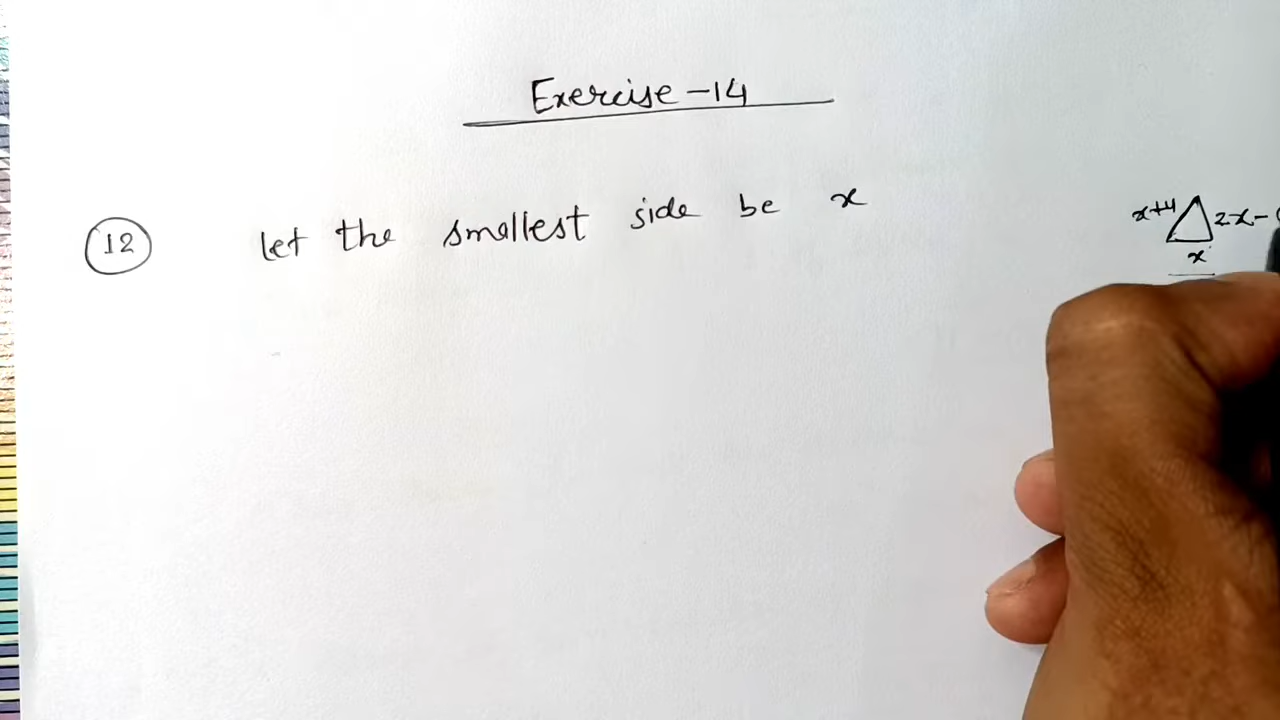 Exercise -14
12 let the smallest side be x
x+4 2x-
x